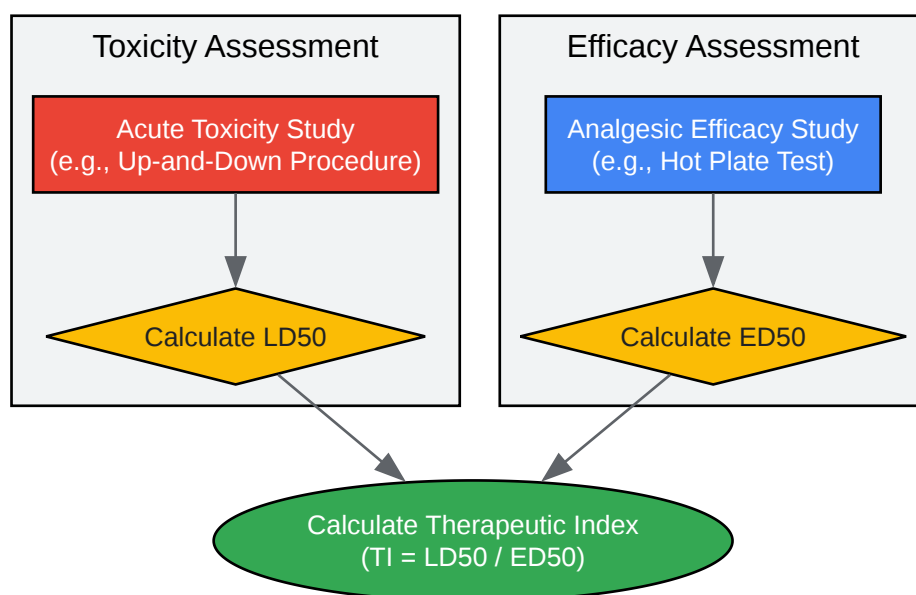 Toxicity Assessment
Acute Toxicity Study
(e.g., Up-and-Down Procedure)
Calculate LD50
Efficacy Assessment
Analgesic Efficacy Study
(e.g., Hot Plate Test)
Calculate ED50
Calculate Therapeutic Index
(TI = LD50 / ED50)